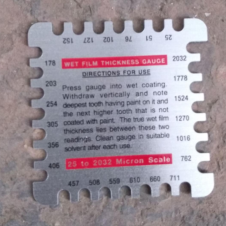 152 127 102 76 51 25
178 WET FILM THICKNESS GAUGE 2032
DIRECTIONS FOR USE
203 1778
Press gauge into wet coating.
Withdraw vertically and note
254 deepest tooth having paint on it and 1524
the next higher tooth that is not
305 coated with paint. The true wet film 1270
thickness lies between these two
356 readings. Clean gauge in suitable 1016
solvent after each use.
406 25 to 2032 Micron Scale 762
457 508 559 610 660 711